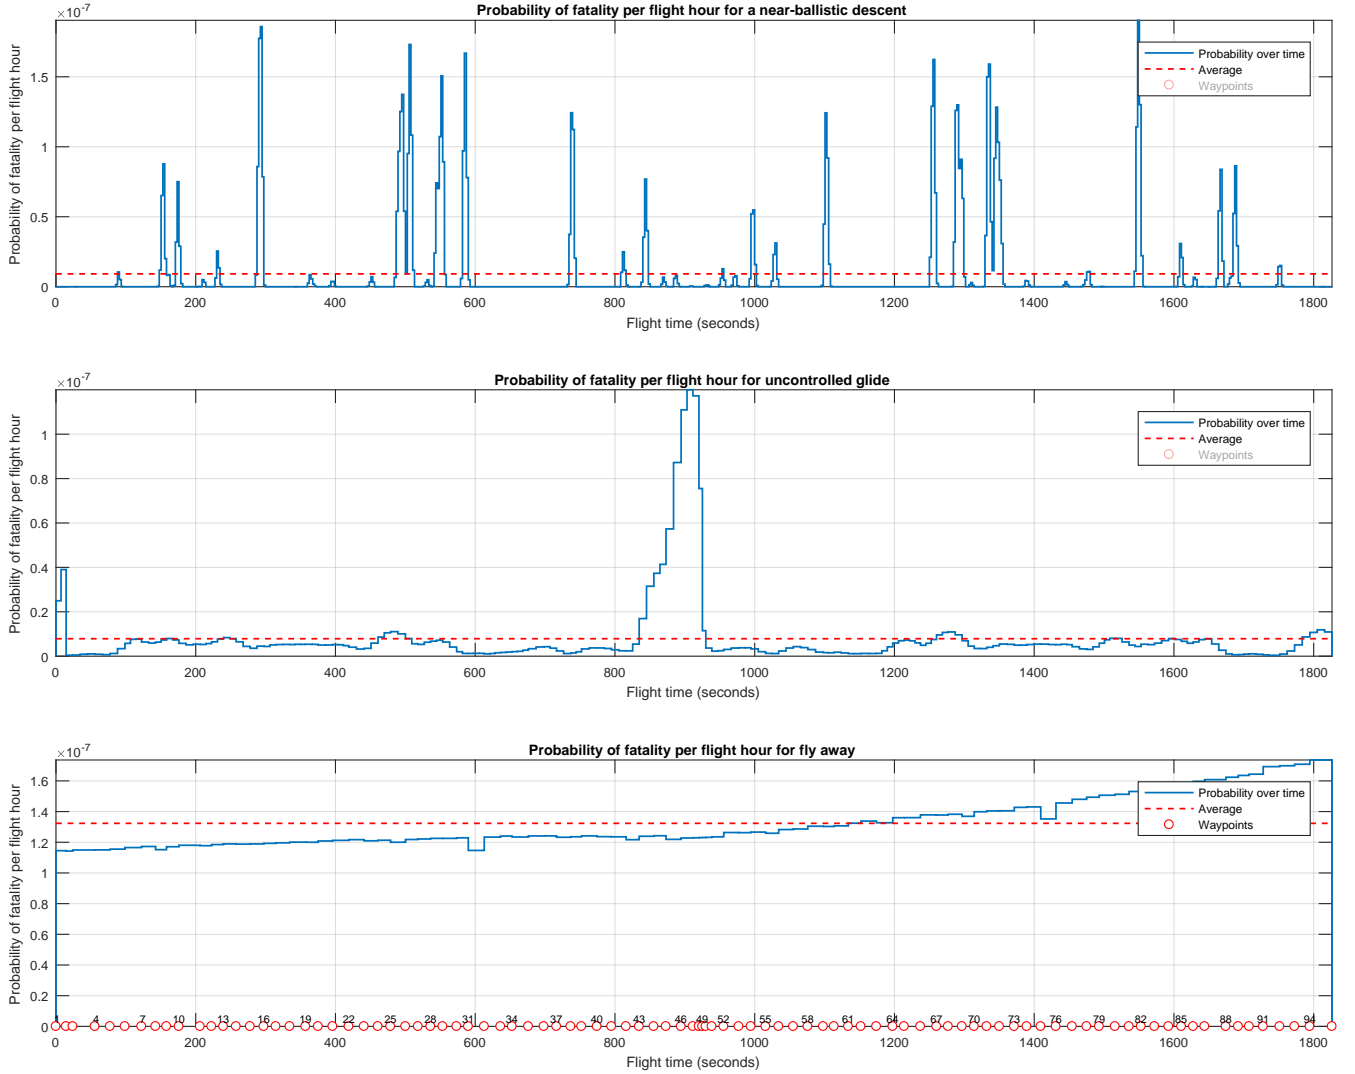 Probability of fatality per flight hour for a near-ballistic descent
×10-7
Probability of fatality per flight hour
1.5
1
0.5
0
0 200 400 600 800 1000 1200 1400 1600 1800
Flight time (seconds)
Probability over time
Average
Waypoints
Probability of fatality per flight hour for uncontrolled glide
×10-7
Probability of fatality per flight hour
1
0.8
0.6
0.4
0.2
0
0 200 400 600 800 1000 1200 1400 1600 1800
Flight time (seconds)
Probability over time
Average
Waypoints
Probability of fatality per flight hour for fly away
×10-7
Probability of fatality per flight hour
1.6
1.4
1.2
1
0.8
0.6
0.4
0.2
0
1 4 7 10 13 16 19 22 25 28 31 34 37 40 43 46 49 52 55 58 61 64 67 70 73 76 79 82 85 88 91 94
0 200 400 600 800 1000 1200 1400 1600 1800
Flight time (seconds)
Probability over time
Average
Waypoints